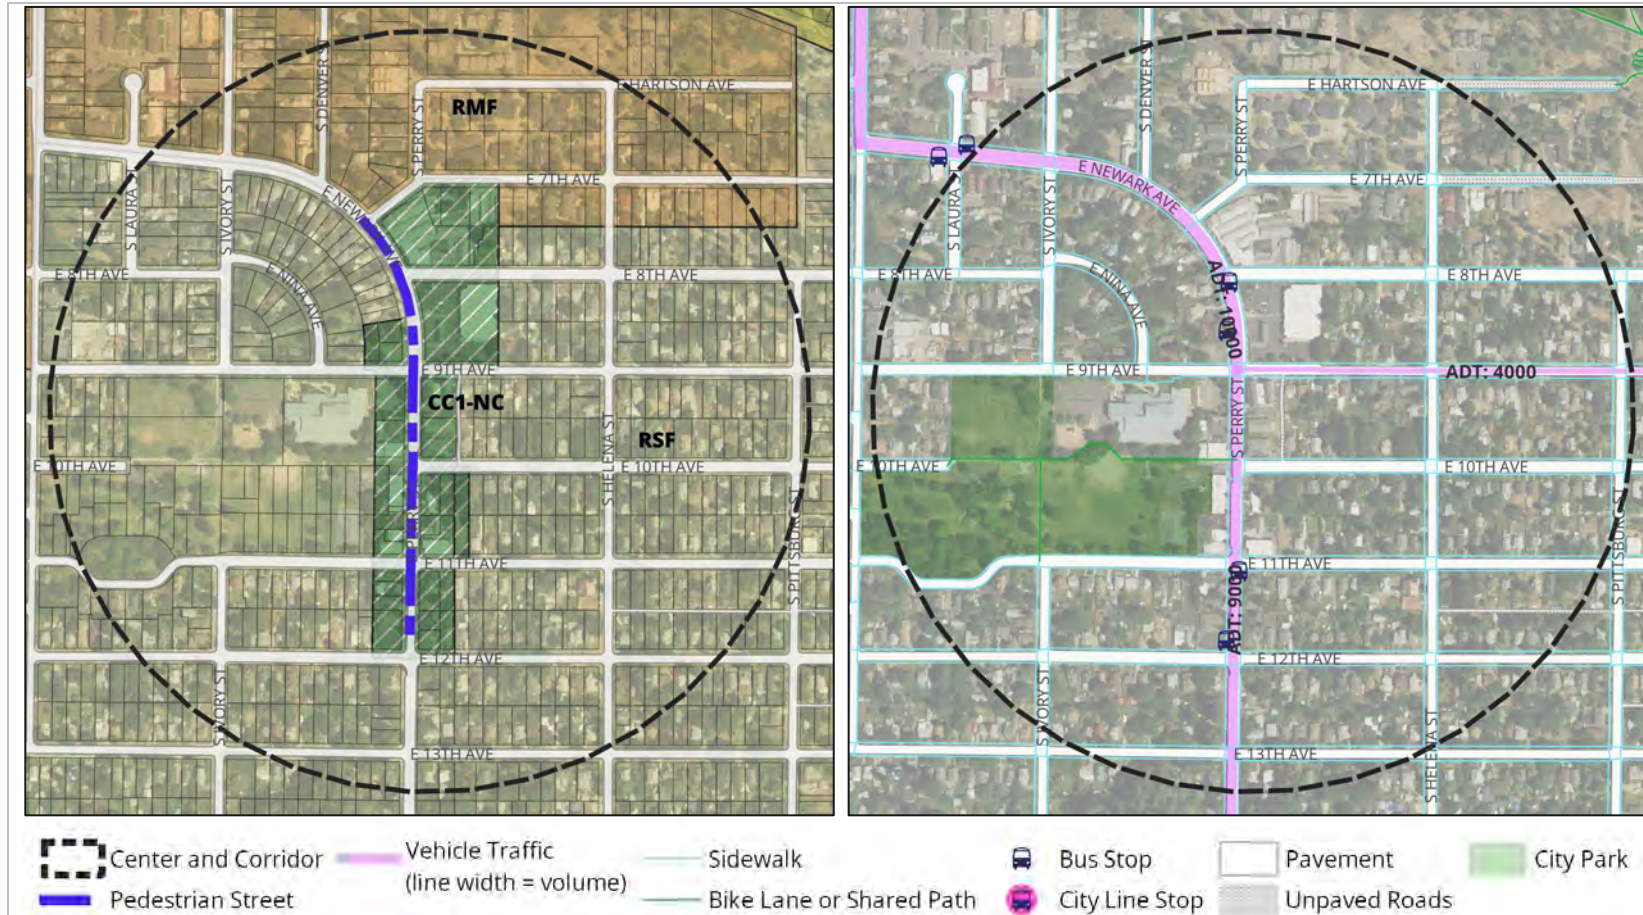 E HARTSON AVE
S DENVER ST
RMF
S PERRY ST
E 7TH AVE
S LAURA ST
S IVORY ST
E NEWARK AVE
E 8TH AVE
E NINA AVE
E 8TH AVE
E 9TH AVE
CC1-NC
RSF
E 10TH AVE
E 10TH AVE
S HELENA ST
S PITTSBURG ST
E 11TH AVE
E 12TH AVE
S IVORY ST
E 13TH AVE
E HARTSON AVE
S DENVER ST
S PERRY ST
E NEWARK AVE
E 7TH AVE
S LAURA ST
S IVORY ST
E 8TH AVE
E NINA AVE
E 8TH AVE
E 9TH AVE
ADT: 4000
S PERRY ST
E 10TH AVE
E 10TH AVE
S PITTSBURG ST
E 11TH AVE
ADT: 9000
E 12TH AVE
S IVORY ST
S HELENA ST
E 13TH AVE
Center and Corridor
Pedestrian Street
Vehicle Traffic
(line width = volume)
Sidewalk
Bike Lane or Shared Path
Bus Stop
City Line Stop
Pavement
Unpaved Roads
City Park